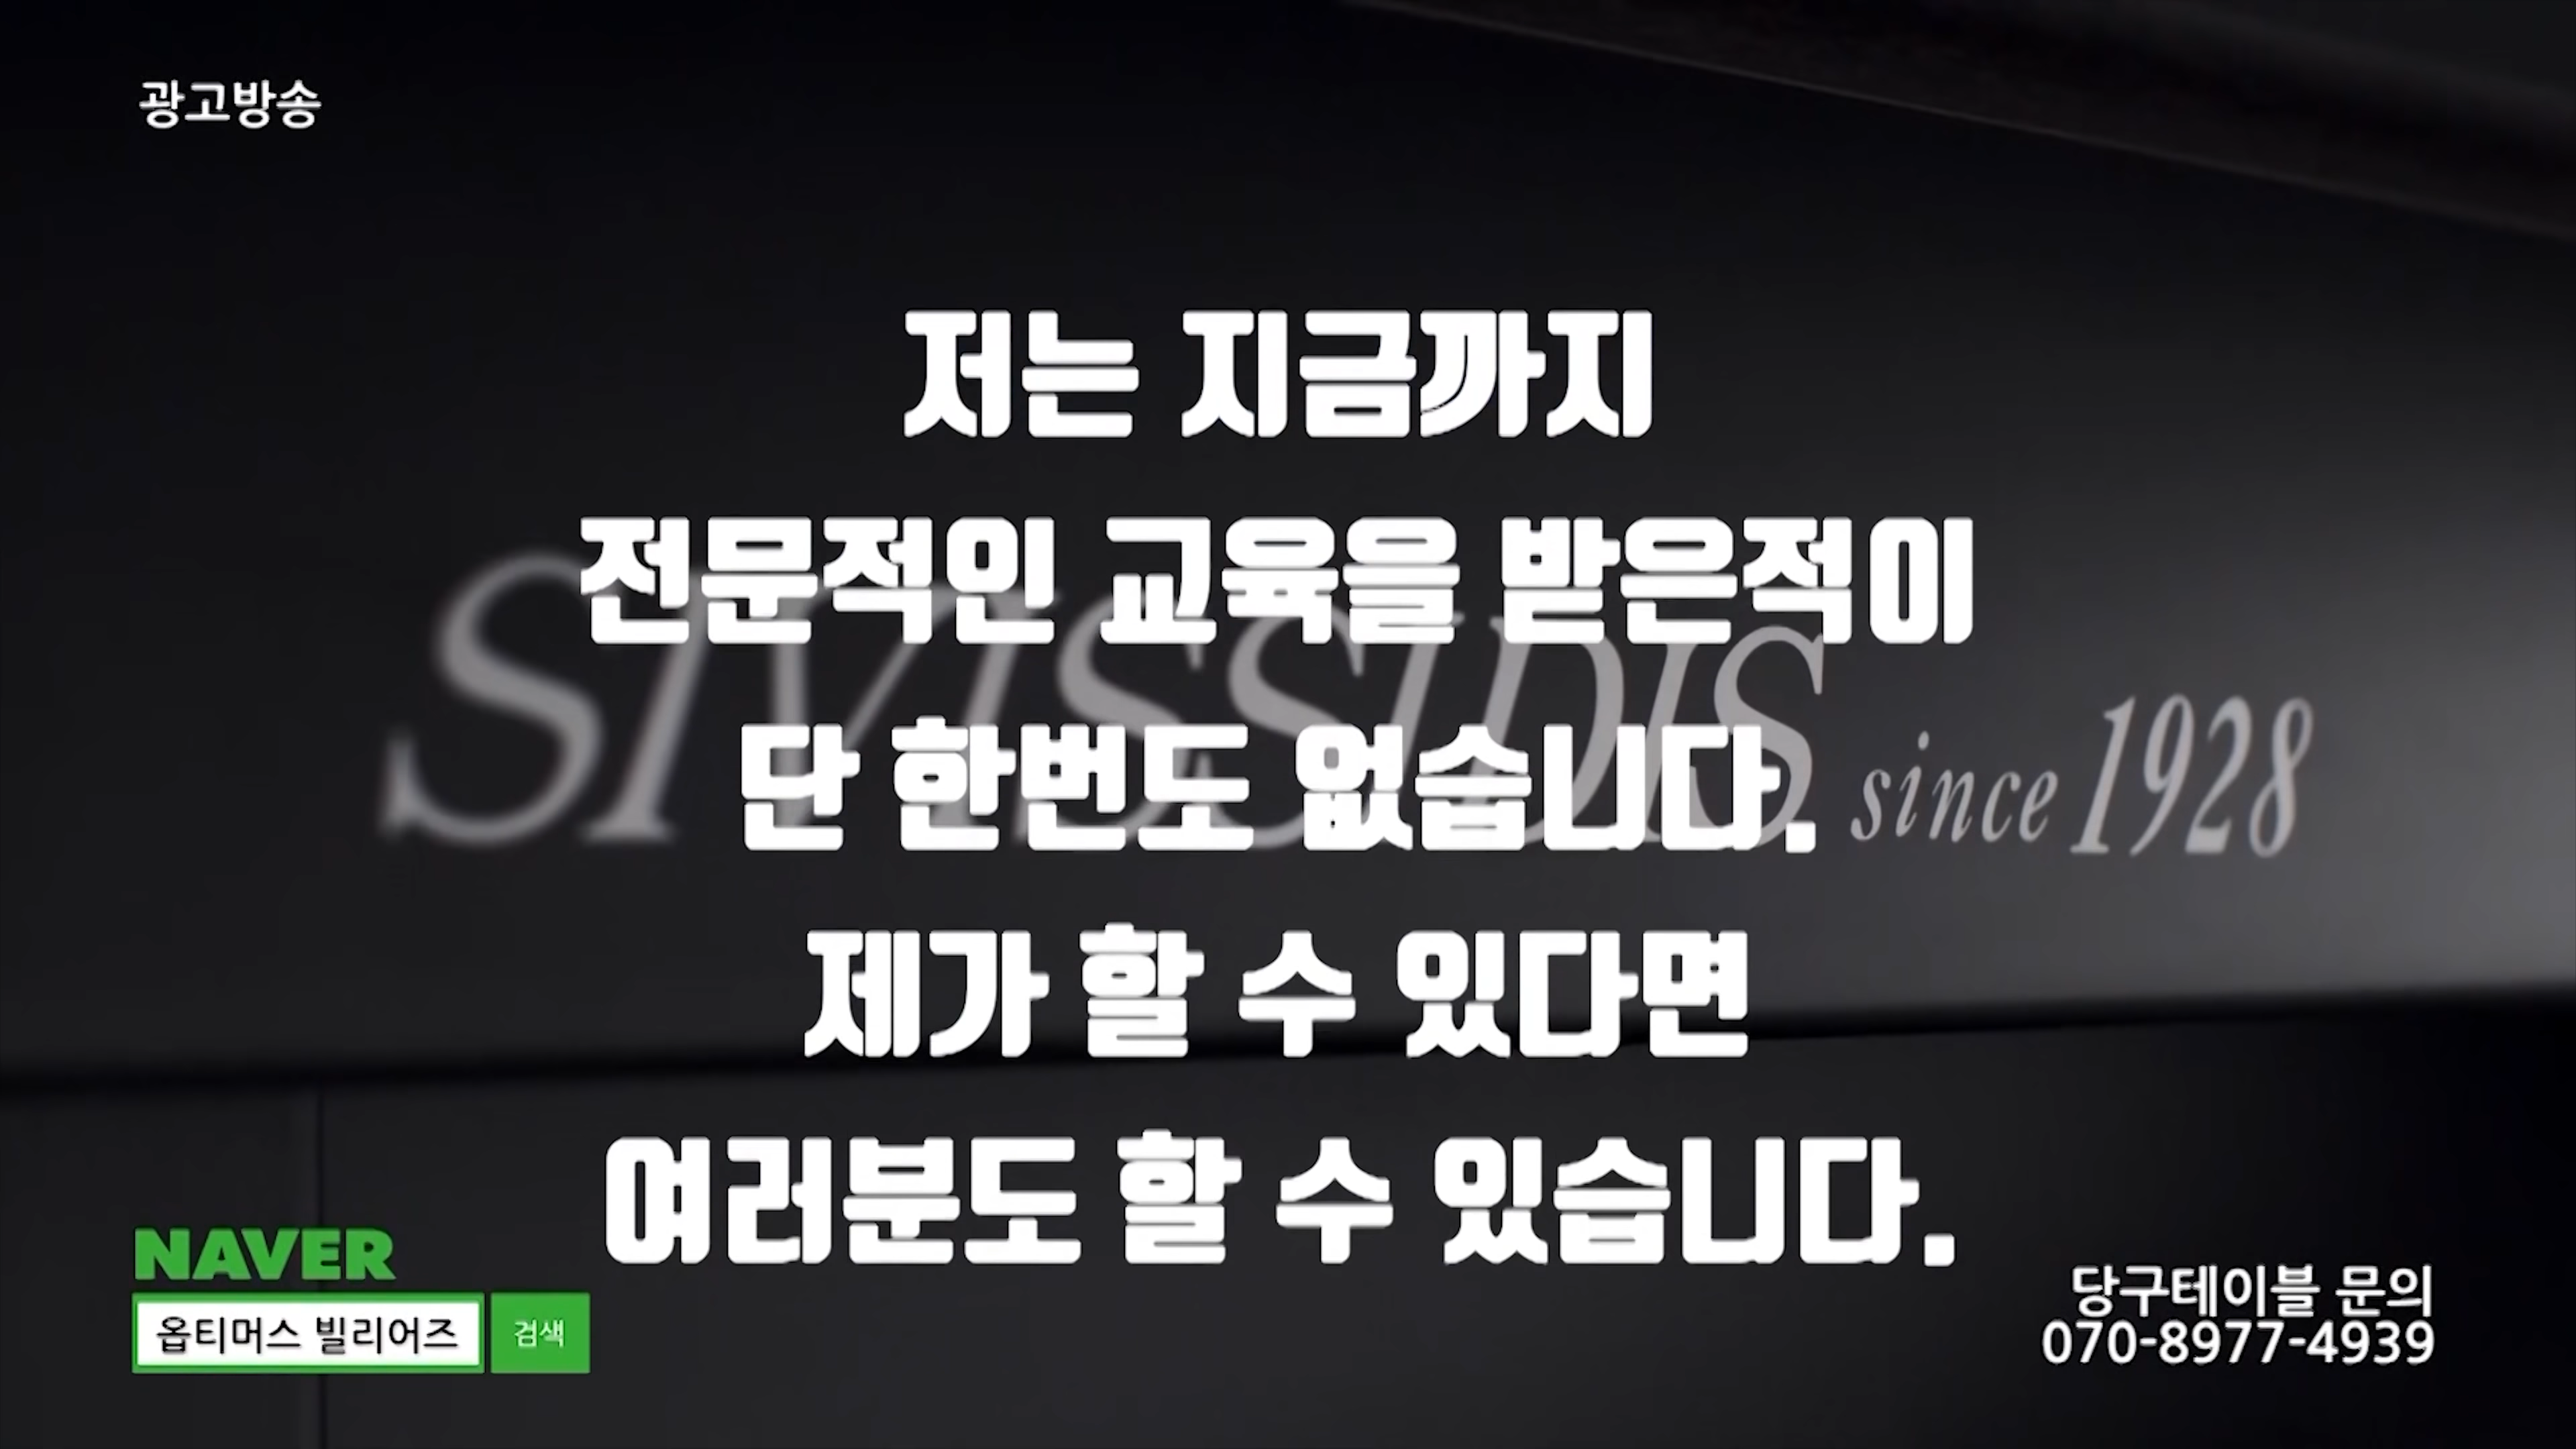 광고방송
저는 지금까지
전문적인 교육을 받은적이
단 한번도 없습니다.
SIVISSIDIS since 1928
제가 할 수 있다면
여러분도 할 수 있습니다.
NAVER
옵티머스 빌리어즈 검색
당구테이블 문의
070-8977-4939